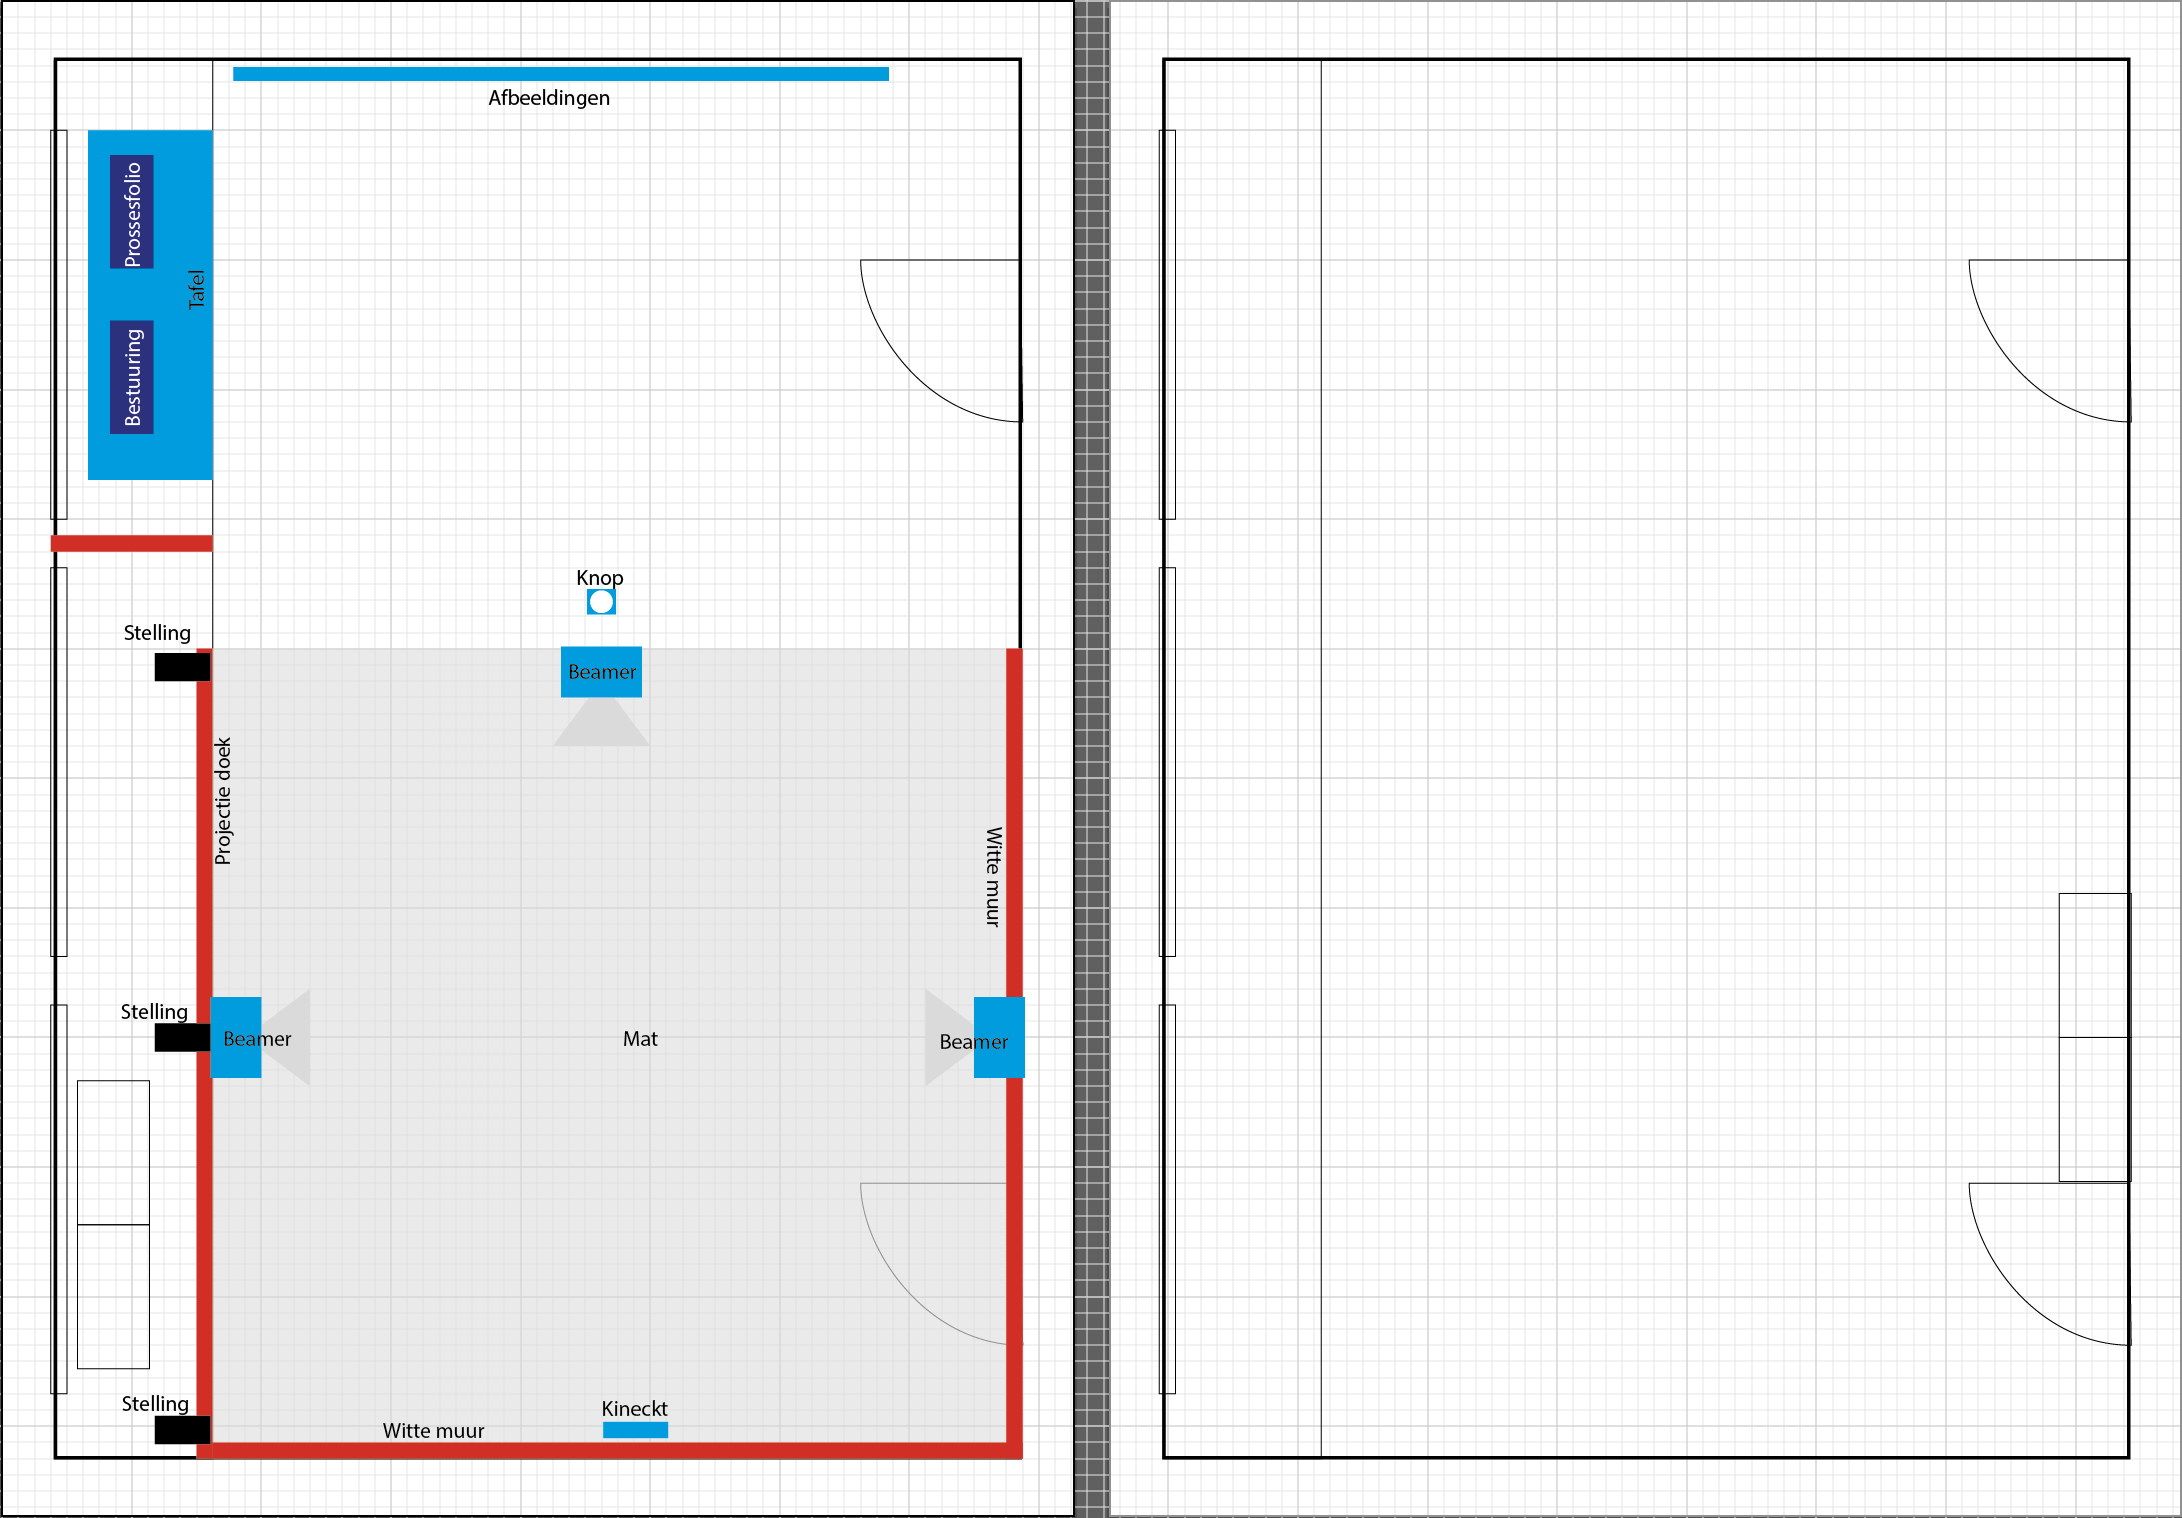 Afbeeldingen
Prossesfolio
Tafel
Bestuuring
Knop
Stelling
Beamer
Projectie doek
Witte muur
Stelling
Beamer
Mat
Beamer
Stelling
Kineckt
Witte muur